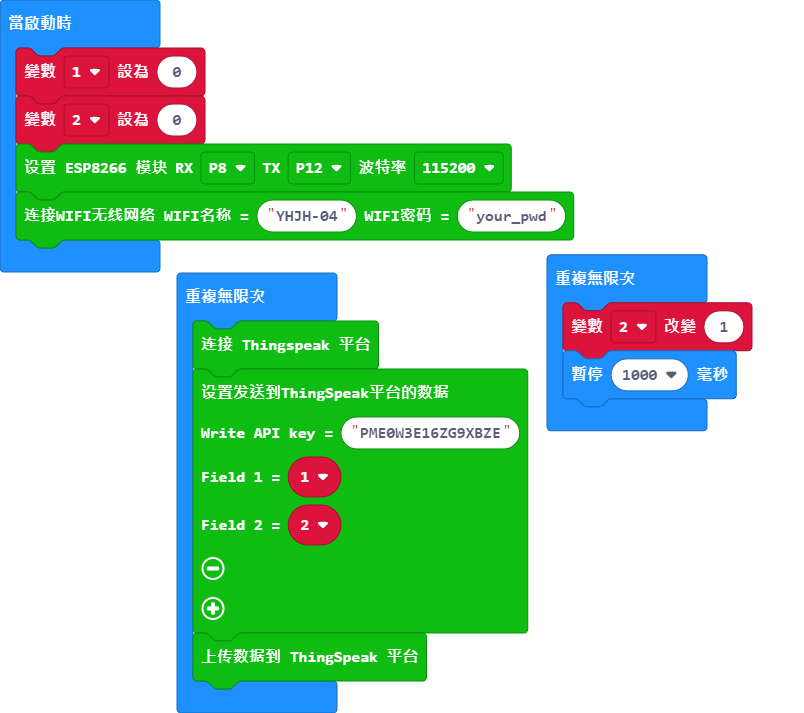 當啟動時
變數 1 設為 0
變數 2 設為 0
设置 ESP8266 模块 RX P8 TX P12 波特率 115200
连接WIFI无线网络 WIFI名称 = "YHJH-04" WIFI密码 = "your_pwd"
重複無限次
连接 Thingspeak 平台
设置发送到ThingSpeak平台的数据
Write API key = "PME0W3E16ZG9XBZE"
Field 1 = 1
Field 2 = 2
上传数据到 ThingSpeak 平台
重複無限次
變數 2 改變 1
暫停 1000 毫秒